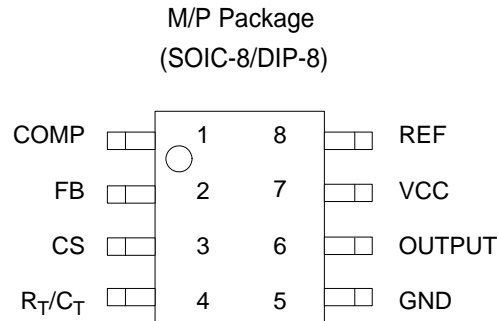 M/P Package
(SOIC-8/DIP-8)
COMP 1 8 REF
FB 2 7 VCC
CS 3 6 OUTPUT
RT/CT 4 5 GND